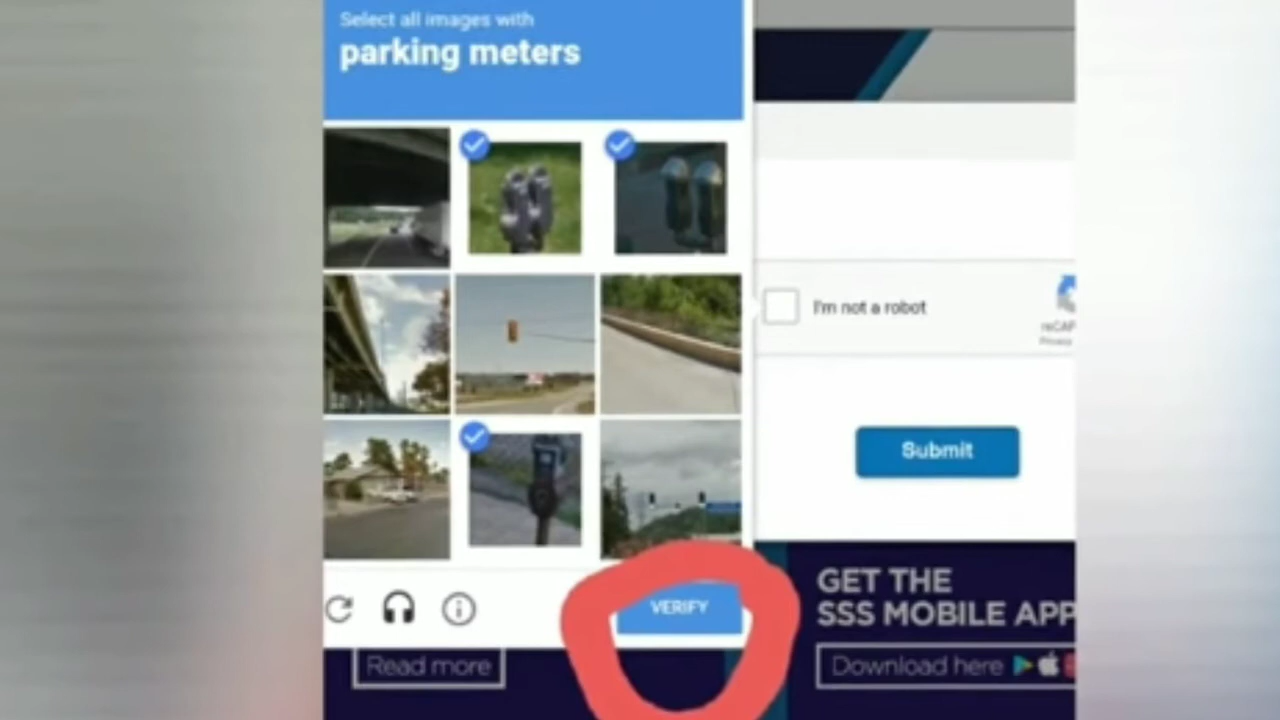 Select all images with
parking meters
I'm not a robot
Privacy
Submit
VERIFY
Read more
GET THE
SSS MOBILE APP
Download here